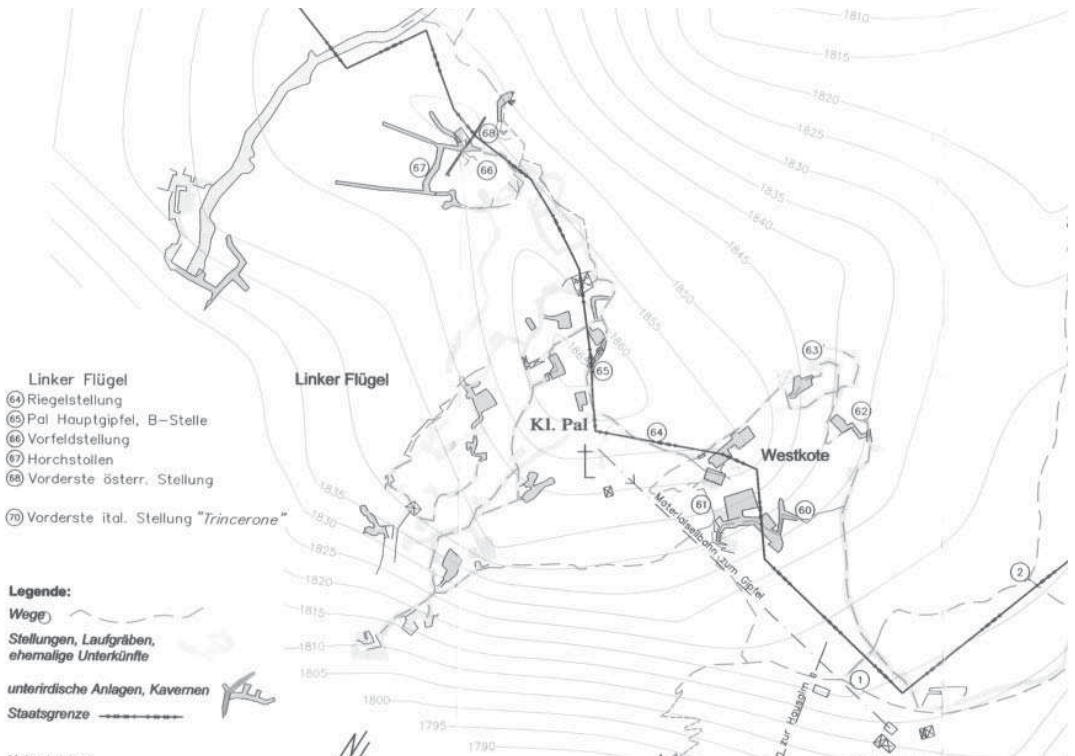 1810
1815
1820
1825
1830
1835
1840
1845
1850
1855
1860
1865
68
67
66
65
63
62
64
61
60
2
1
Kl. Pal
Westkote
Linker Flügel
Materialseilbahn zum Gipfel
Linker Flügel
64 Riegelstellung
65 Pal Hauptgipfel, B-Stelle
66 Vorfeldstellung
67 Horchstollen
68 Vorderste österr. Stellung
70 Vorderste ital. Stellung "Trincerone"
1835
1830
1825
1820
1815
1810
1805
1800
1795
1790
Legende:
Wege
Stellungen, Laufgräben,
ehemalige Unterkünfte
unterirdische Anlagen, Kavernen
Staatsgrenze
N
zur